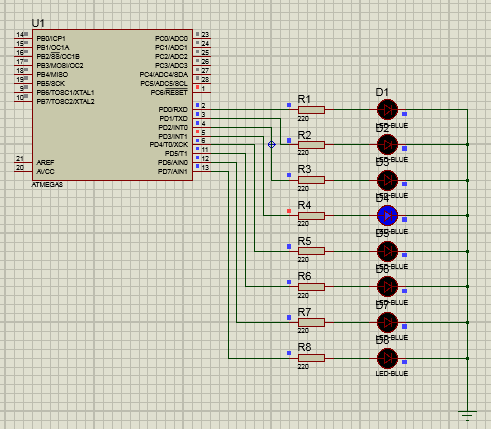 U1
14 PB0/ICP1 PC0/ADC0 23
15 PB1/OC1A PC1/ADC1 24
16 PB2/SS/OC1B PC2/ADC2 25
17 PB3/MOSI/OC2 PC3/ADC3 26
18 PB4/MISO PC4/ADC4/SDA 27
19 PB5/SCK PC5/ADC5/SCL 28
9 PB6/TOSC1/XTAL1 PC6/RESET 1
10 PB7/TOSC2/XTAL2
PD0/RXD 2
PD1/TXD 3
PD2/INT0 4
PD3/INT1 5
PD4/T0/XCK 6
PD5/T1 11
21 AREF PD6/AIN0 12
20 AVCC PD7/AIN1 13
ATMEGA8
R1
220
D1
LED-BLUE
R2
220
D2
LED-BLUE
R3
220
D3
LED-BLUE
R4
220
D4
LED-BLUE
R5
220
D5
LED-BLUE
R6
220
D6
LED-BLUE
R7
220
D7
LED-BLUE
R8
220
D8
LED-BLUE